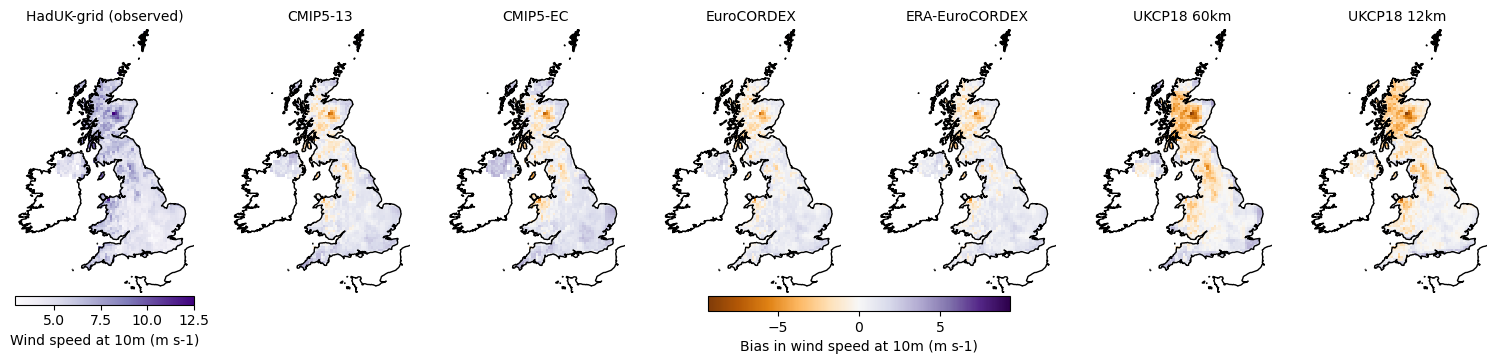 HadUK-grid (observed)
CMIP5-13
CMIP5-EC
EuroCORDEX
ERA-EuroCORDEX
UKCP18 60km
UKCP18 12km
5.0 7.5 10.0 12.5
Wind speed at 10m (m s-1)
−5 0 5
Bias in wind speed at 10m (m s-1)